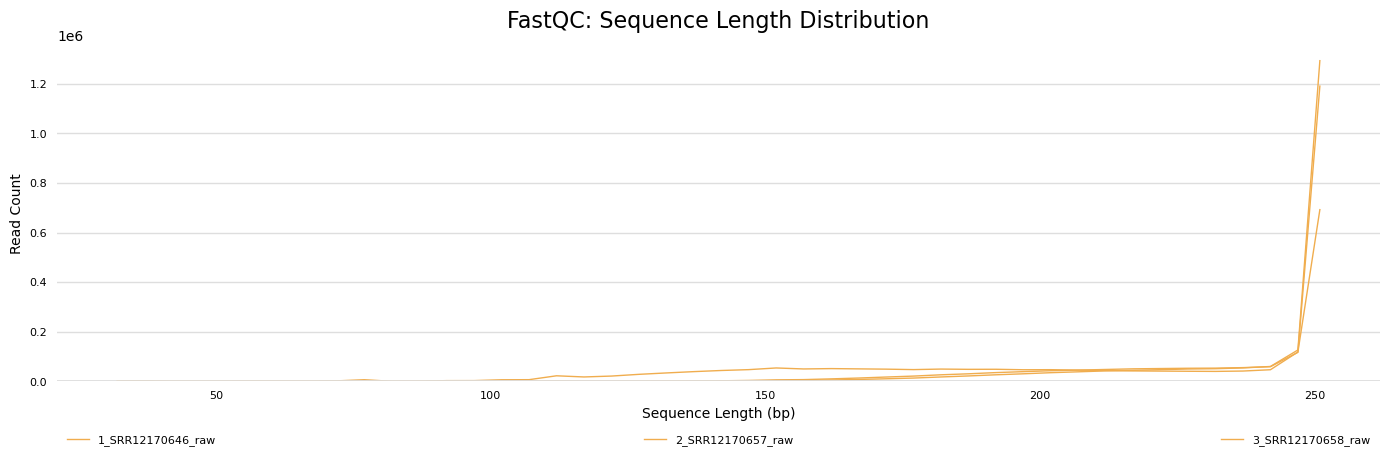 FastQC: Sequence Length Distribution
1e6
1.2
1.0
0.8
0.6
0.4
0.2
0.0
Read Count
50
100
150
200
250
Sequence Length (bp)
1_SRR12170646_raw
2_SRR12170657_raw
3_SRR12170658_raw